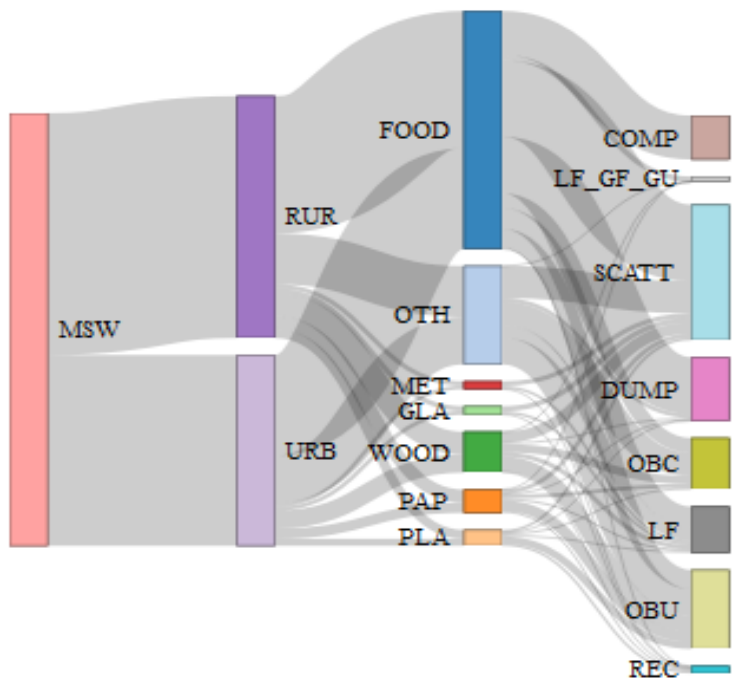 MSW
RUR
URB
FOOD
OTH
MET
GLA
WOOD
PAP
PLA
COMP
LF_GF_GU
SCATT
DUMP
OBC
LF
OBU
REC